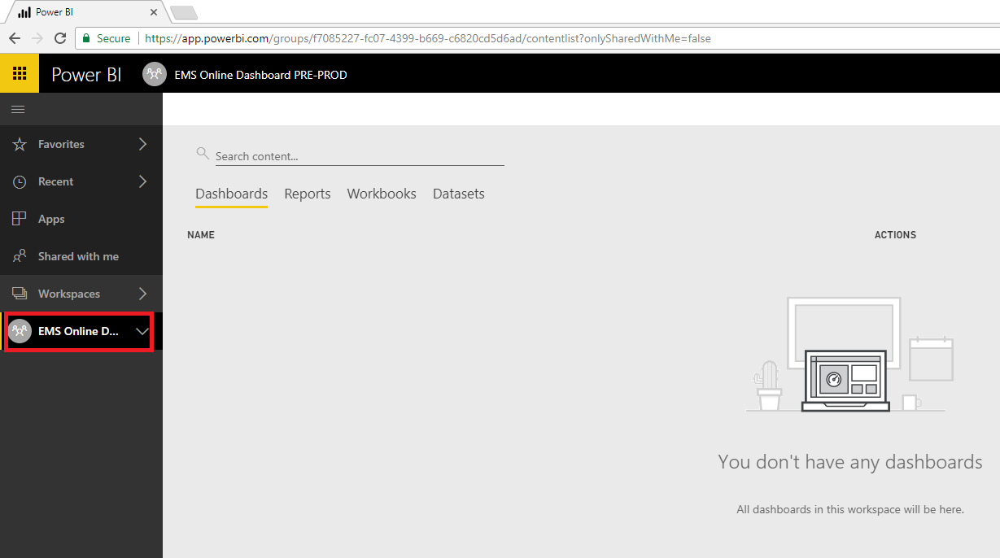 Power BI
Secure https://app.powerbi.com/groups/f7085227-fc07-4399-b669-c6820cd5d6ad/contentlist?onlySharedWithMe=false
Power BI EMS Online Dashboard PRE-PROD
Favorites
Recent
Apps
Shared with me
Workspaces
EMS Online D...
Search content...
Dashboards Reports Workbooks Datasets
NAME ACTIONS
You don't have any dashboards
All dashboards in this workspace will be here.